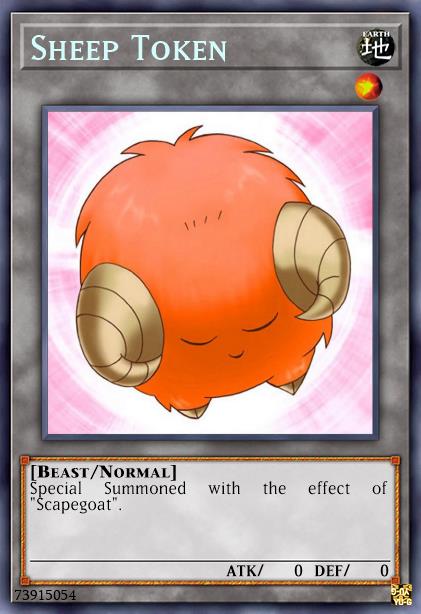 Sheep Token
EARTH
地
[Beast/Normal]
Special Summoned with the effect of
"Scapegoat".
ATK/ 0 DEF/ 0
73915054